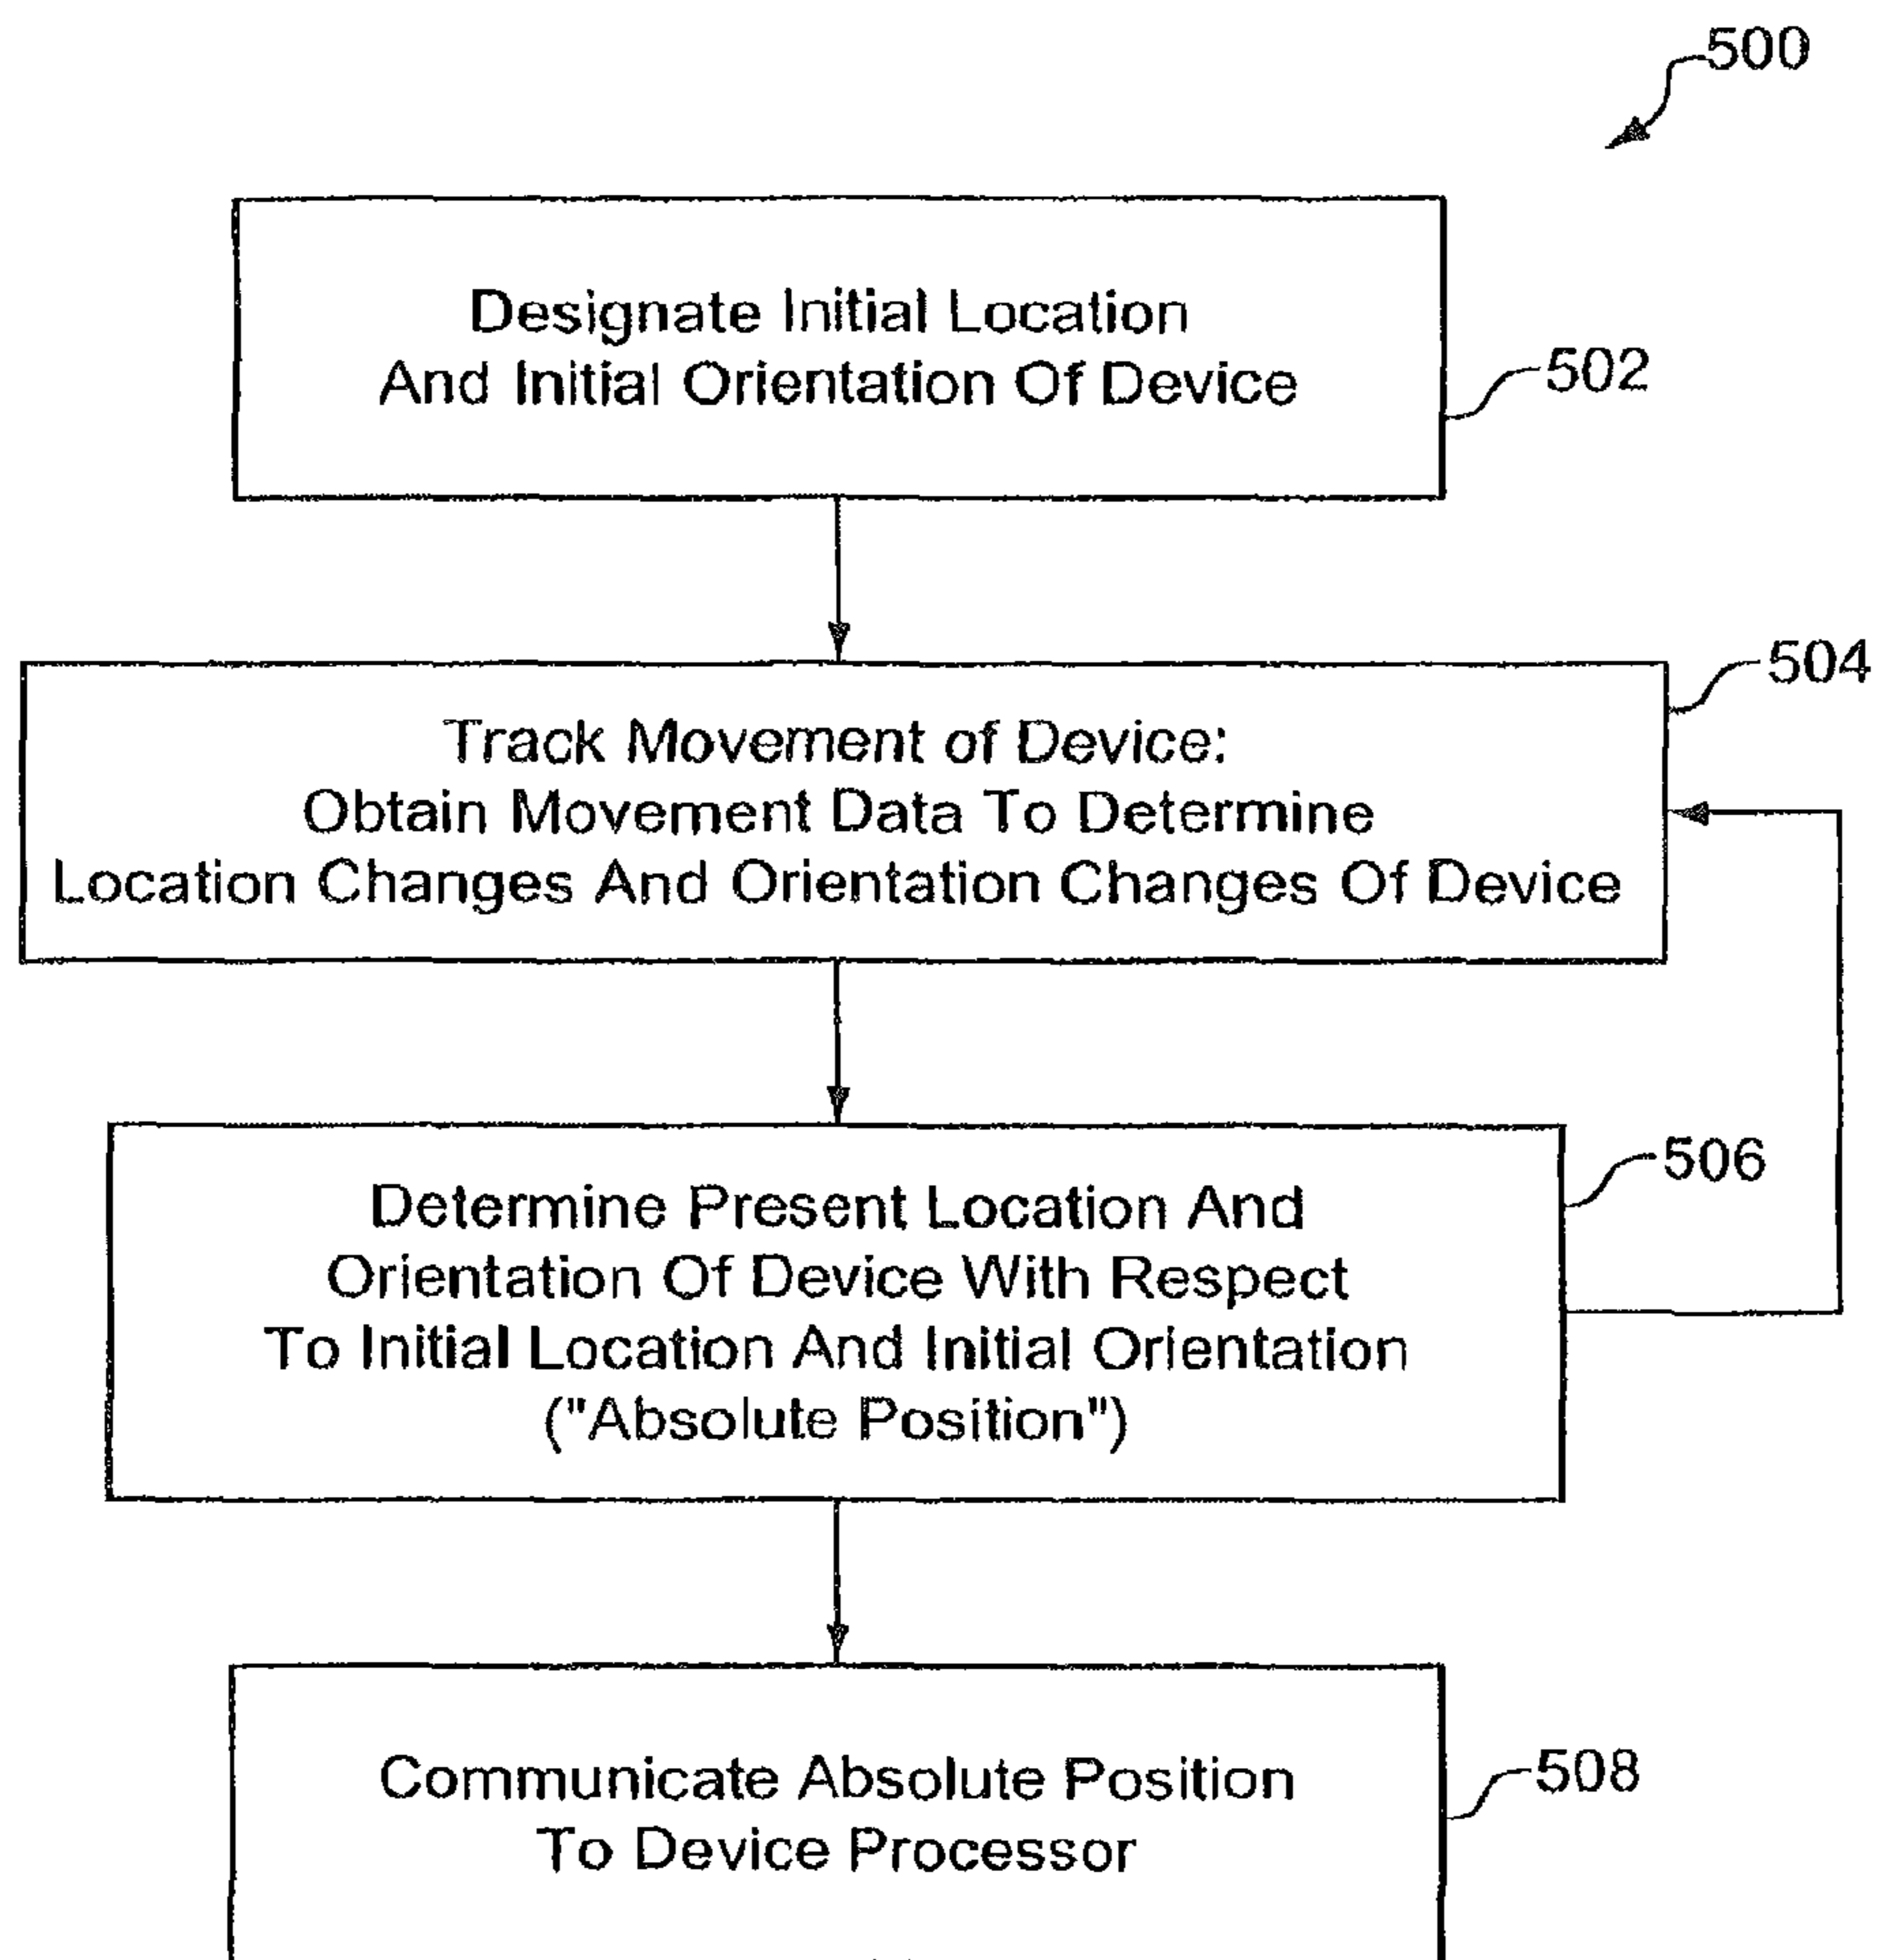 500
Designate Initial Location
And Initial Orientation Of Device
502
504
Track Movement of Device:
Obtain Movement Data To Determine
Location Changes And Orientation Changes Of Device
506
Determine Present Location And
Orientation Of Device With Respect
To Initial Location And Initial Orientation
("Absolute Position")
508
Communicate Absolute Position
To Device Processor